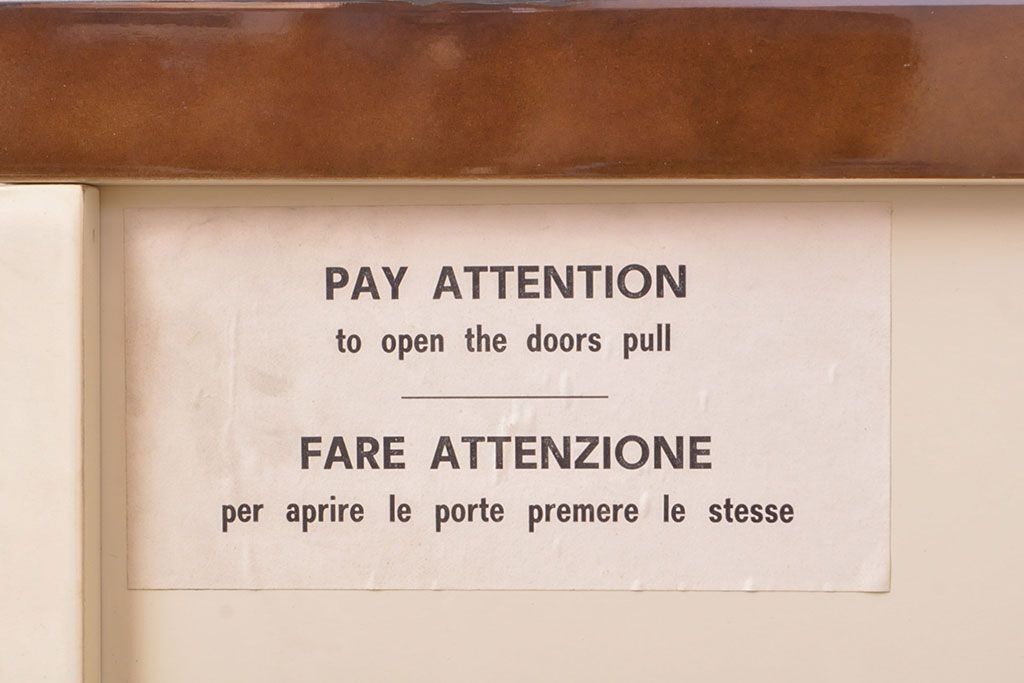 PAY ATTENTION
to open the doors pull
FARE ATTENZIONE
per aprire le porte premere le stesse